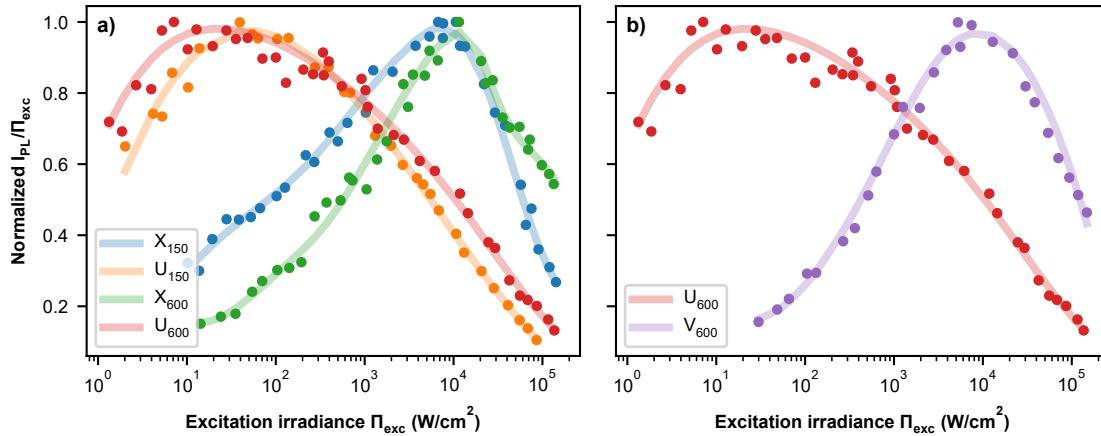 a)
Normalized I_PL/Π_exc
1.0
0.8
0.6
0.4
0.2
X_150
U_150
X_600
U_600
10^0 10^1 10^2 10^3 10^4 10^5
Excitation irradiance Π_exc (W/cm^2)
b)
U_600
V_600
10^0 10^1 10^2 10^3 10^4 10^5
Excitation irradiance Π_exc (W/cm^2)